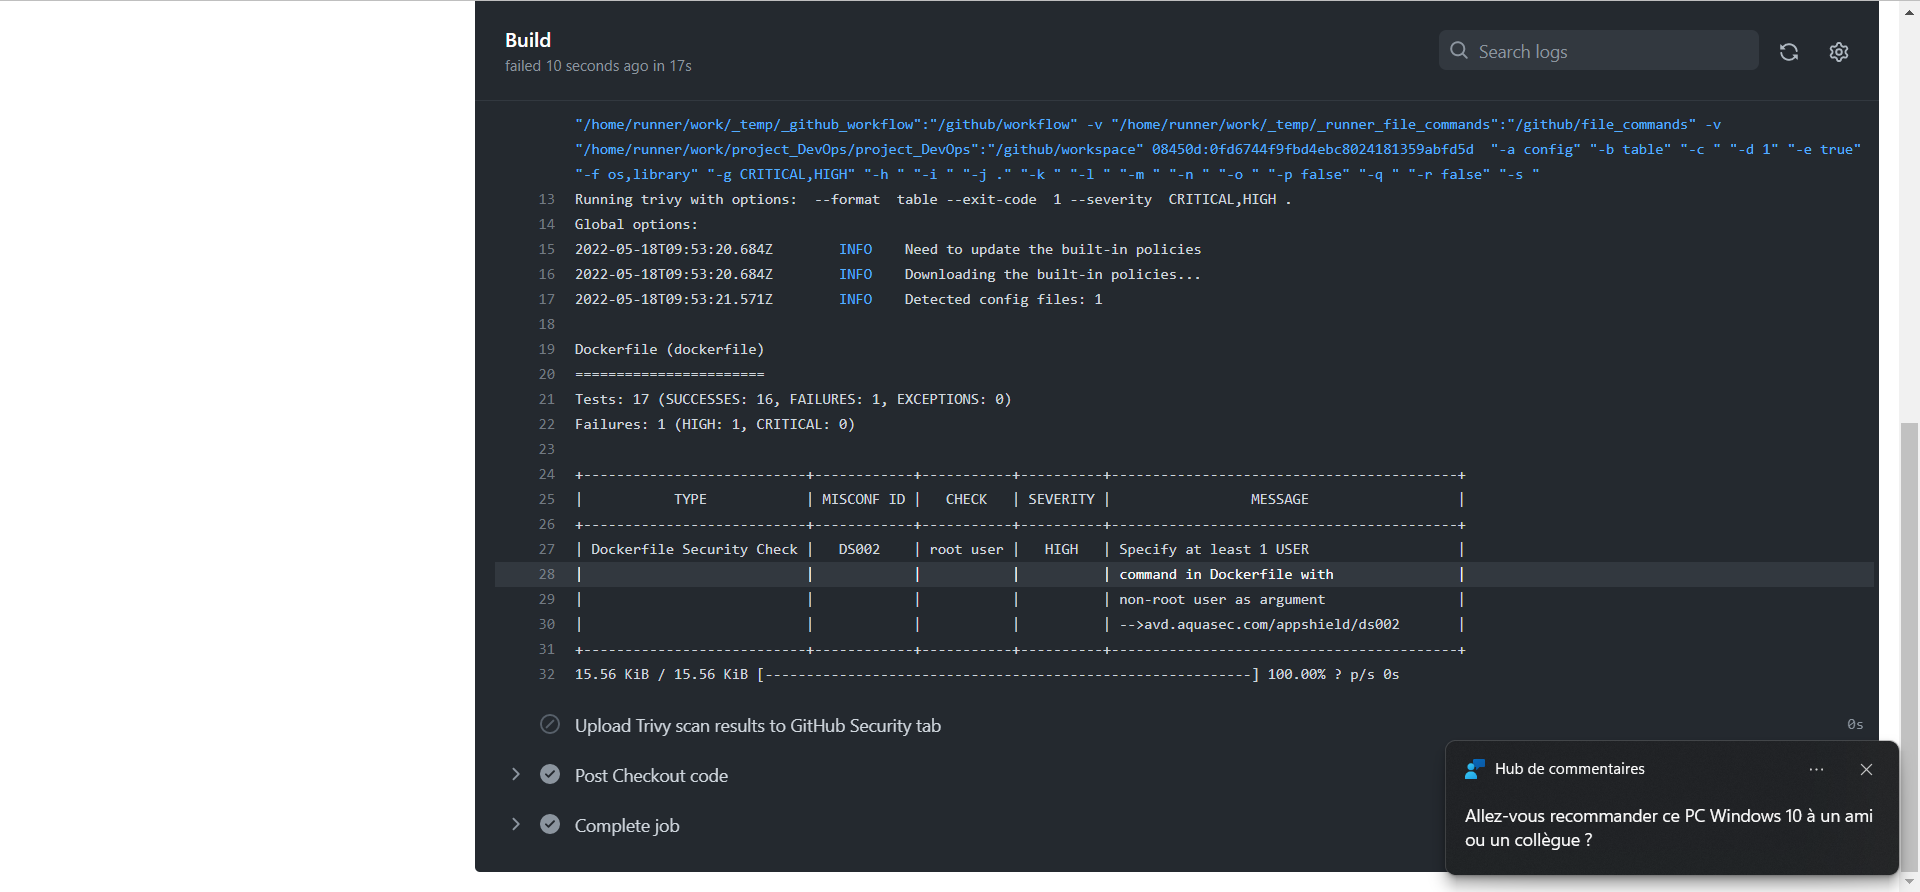 Build
failed 10 seconds ago in 17s
Search logs
"/home/runner/work/_temp/_github_workflow":"/github/workflow" -v "/home/runner/work/_temp/_runner_file_commands":"/github/file_commands" -v
"/home/runner/work/project_DevOps/project_DevOps":"/github/workspace" 08450d:0fd6744f9fbd4ebc8024181359abfd5d  "-a config" "-b table" "-c " "-d 1" "-e true"
"-f os,library" "-g CRITICAL,HIGH" "-h " "-i " "-j ." "-k " "-l " "-m " "-n " "-o " "-p false" "-q " "-r false" "-s "
13 Running trivy with options:  --format  table --exit-code  1 --severity  CRITICAL,HIGH .
14 Global options:
15 2022-05-18T09:53:20.684Z        INFO    Need to update the built-in policies
16 2022-05-18T09:53:20.684Z        INFO    Downloading the built-in policies...
17 2022-05-18T09:53:21.571Z        INFO    Detected config files: 1
18
19 Dockerfile (dockerfile)
20 =======================
21 Tests: 17 (SUCCESSES: 16, FAILURES: 1, EXCEPTIONS: 0)
22 Failures: 1 (HIGH: 1, CRITICAL: 0)
23
24 +---------------------------+------------+-----------+----------+------------------------------------------+
25 |           TYPE            | MISCONF ID |   CHECK   | SEVERITY |                 MESSAGE                  |
26 +---------------------------+------------+-----------+----------+------------------------------------------+
27 | Dockerfile Security Check |   DS002    | root user |   HIGH   | Specify at least 1 USER                  |
28 |                           |            |           |          | command in Dockerfile with               |
29 |                           |            |           |          | non-root user as argument                |
30 |                           |            |           |          | -->avd.aquasec.com/appshield/ds002       |
31 +---------------------------+------------+-----------+----------+------------------------------------------+
32 15.56 KiB / 15.56 KiB [-----------------------------------------------------------] 100.00% ? p/s 0s
Upload Trivy scan results to GitHub Security tab 0s
Post Checkout code
Complete job
Hub de commentaires
Allez-vous recommander ce PC Windows 10 à un ami
ou un collègue ?